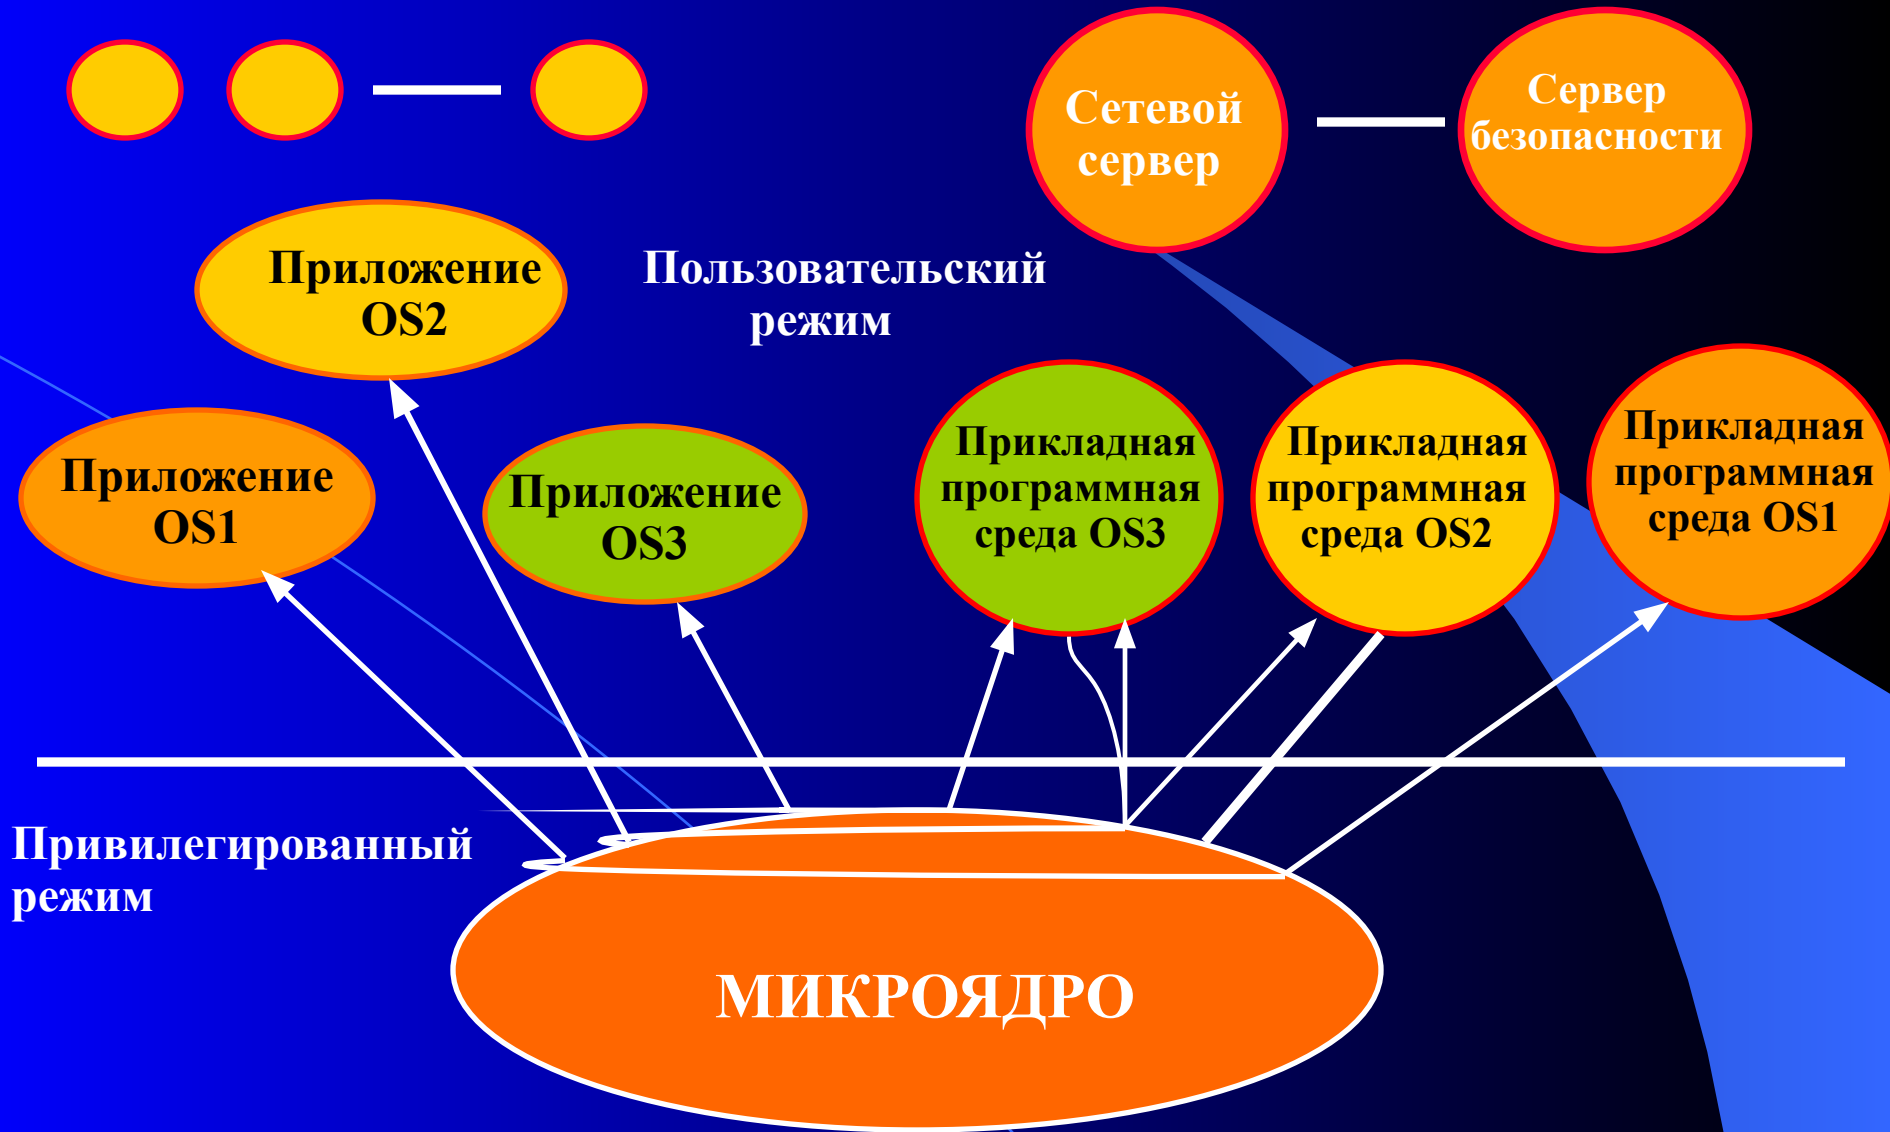 Сетевой
сервер
Сервер
безопасности
Приложение
OS2
Пользовательский
режим
Приложение
OS1
Приложение
OS3
Прикладная
программная
среда OS3
Прикладная
программная
среда OS2
Прикладная
программная
среда OS1
Привилегированный
режим
МИКРОЯДРО